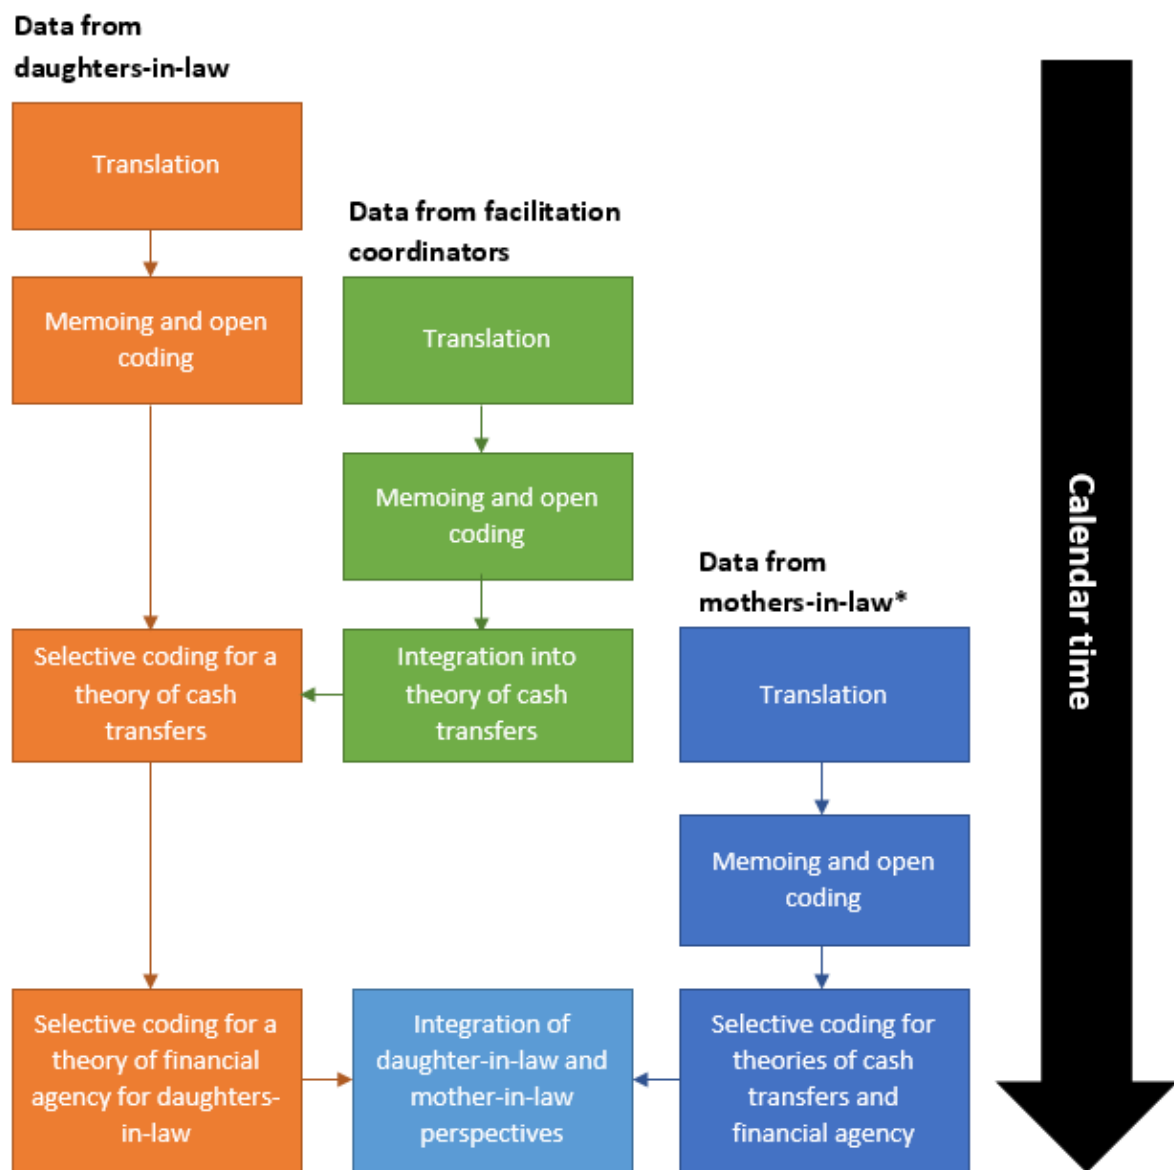 Data from
daughters-in-law
Translation
Data from facilitation
coordinators
Memoing and open
coding
Translation
Memoing and open
coding
Data from
mothers-in-law*
Selective coding for a
theory of cash
transfers
Integration into
theory of cash
transfers
Translation
Memoing and open
coding
Selective coding for a
theory of financial
agency for daughters-
in-law
Integration of
daughter-in-law and
mother-in-law
perspectives
Selective coding for
theories of cash
transfers and
financial agency
Calendar time